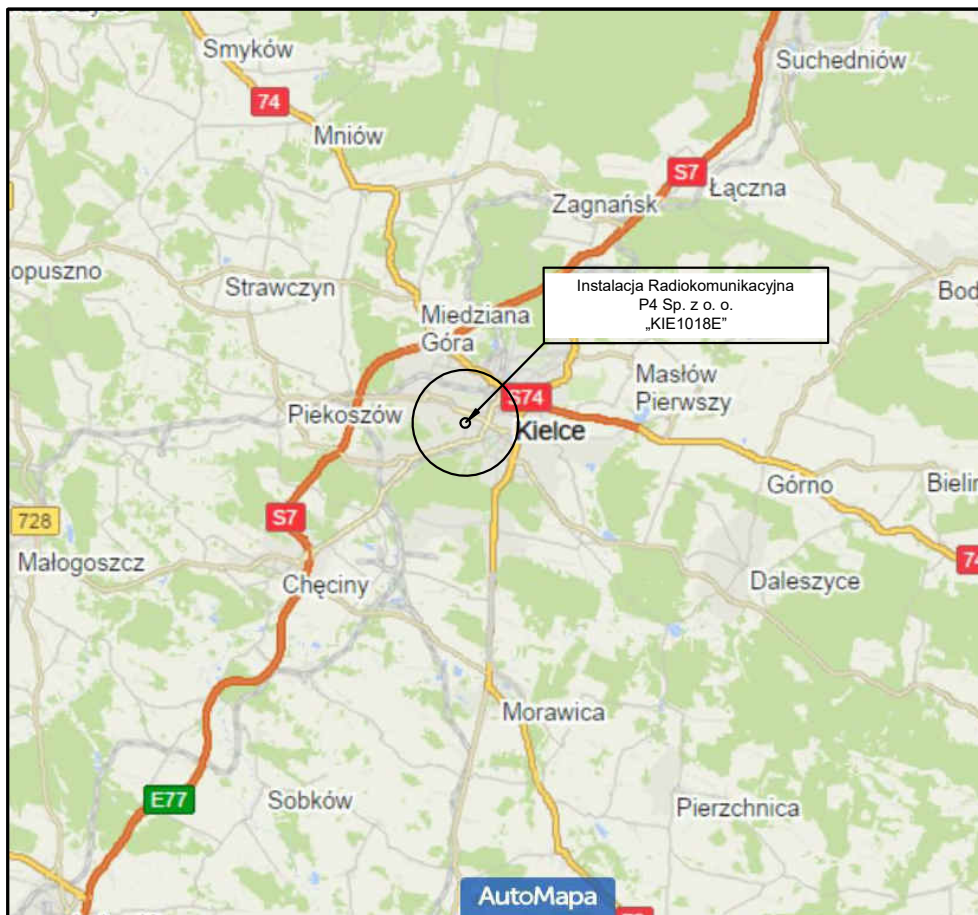 Smyków
Suchedniów
74
Mniów
S7
Łączna
Zagnańsk
opuszno
Strawczyn
Instalacja Radiokomunikacyjna
P4 Sp. z o. o.
„KIE1018E”
Bod
Miedziana
Góra
Masłów
Pierwszy
S74
Piekoszów
Kielce
Górno
Bielin
728
S7
Małogoszcz
74
Chęciny
Daleszyce
Morawica
E77
Sobków
Pierzchnica
AutoMapa